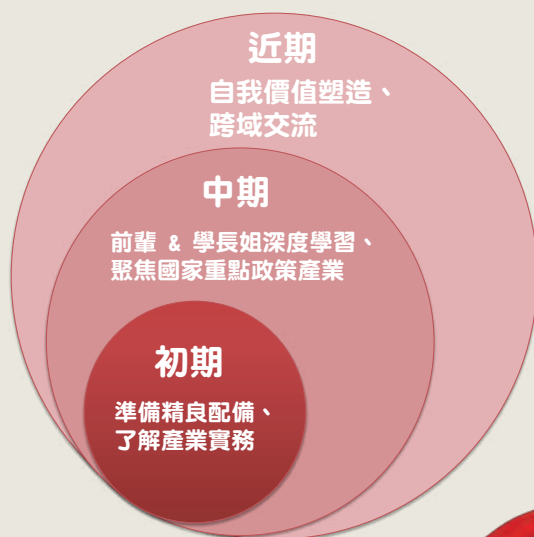 近期
自我價值塑造、
跨域交流
中期
前輩 & 學長姐深度學習、
聚焦國家重點政策產業
初期
準備精良配備、
了解產業實務